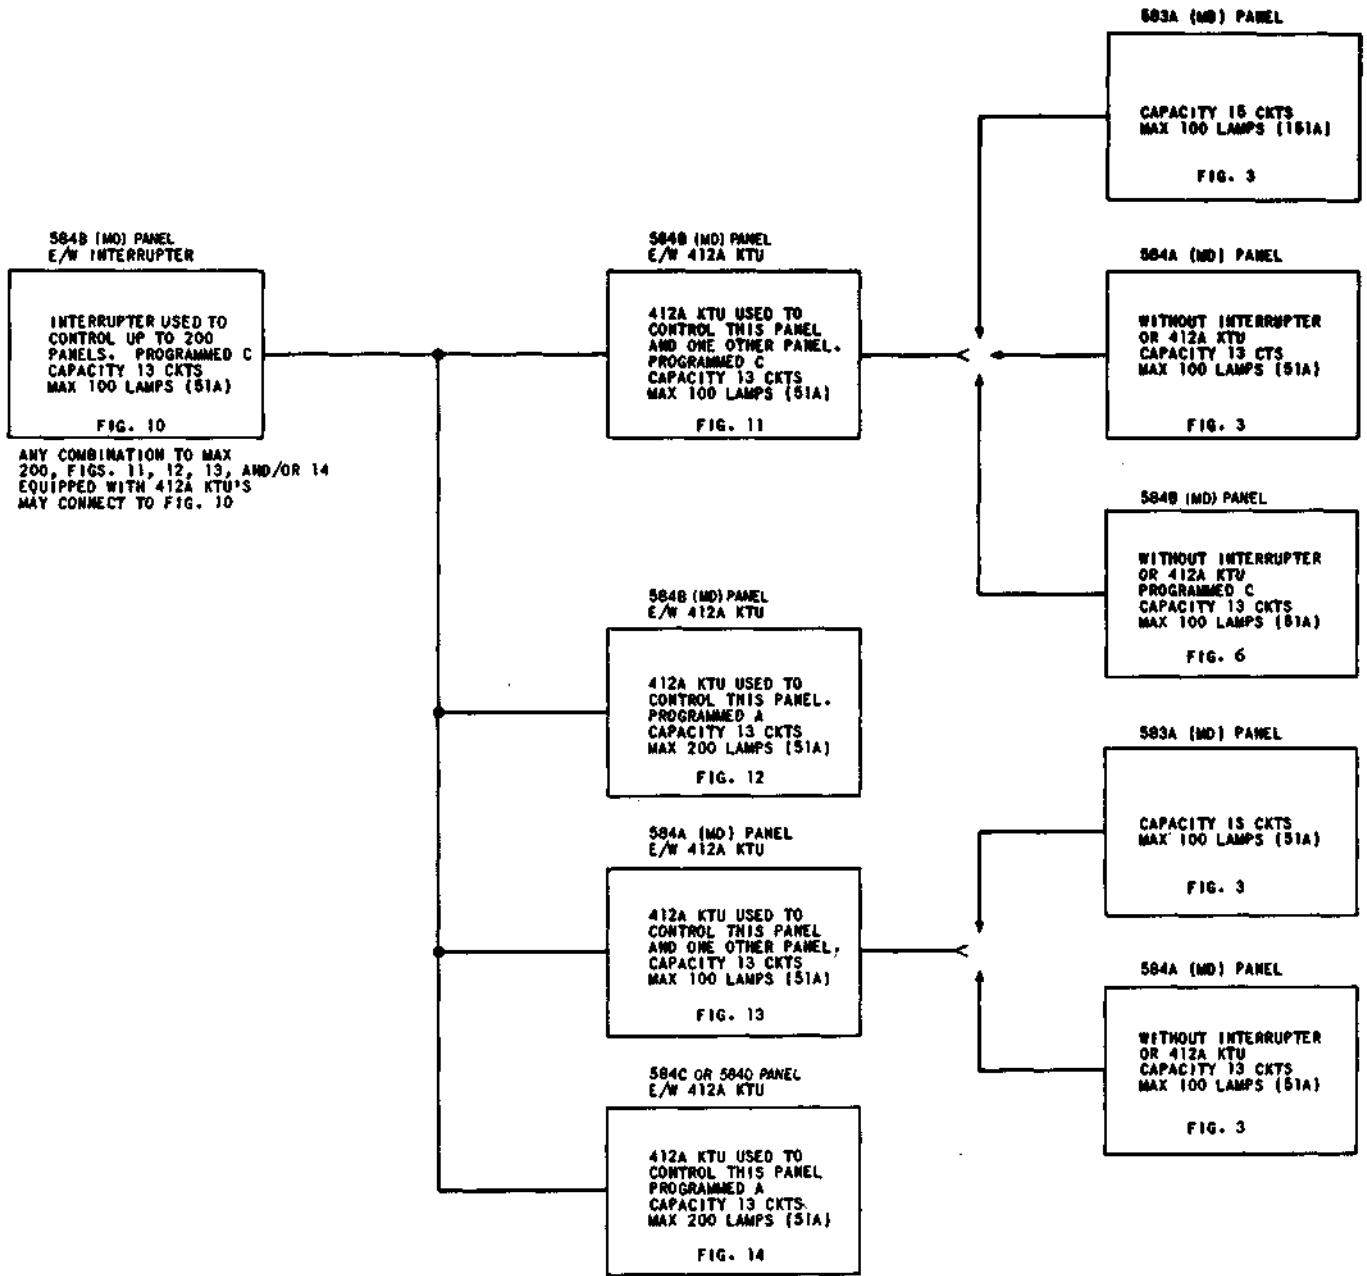 584B (MD) PANEL
E/W INTERRUPTER
INTERRUPTER USED TO
CONTROL UP TO 200
PANELS. PROGRAMMED C
CAPACITY 13 CKTS
MAX 100 LAMPS (51A)
FIG. 10
ANY COMBINATION TO MAX
200, FIGS. 11, 12, 13, AND/OR 14
EQUIPPED WITH 412A KTU'S
MAY CONNECT TO FIG. 10
584B (MD) PANEL
E/W 412A KTU
412A KTU USED TO
CONTROL THIS PANEL
AND ONE OTHER PANEL.
PROGRAMMED C
CAPACITY 13 CKTS
MAX 100 LAMPS (51A)
FIG. 11
584B (MD) PANEL
E/W 412A KTU
412A KTU USED TO
CONTROL THIS PANEL.
PROGRAMMED A
CAPACITY 13 CKTS
MAX 200 LAMPS (51A)
FIG. 12
584A (MD) PANEL
E/W 412A KTU
412A KTU USED TO
CONTROL THIS PANEL
AND ONE OTHER PANEL.
CAPACITY 13 CKTS
MAX 100 LAMPS (51A)
FIG. 13
584C OR 584D PANEL
E/W 412A KTU
412A KTU USED TO
CONTROL THIS PANEL
PROGRAMMED A
CAPACITY 13 CKTS
MAX 200 LAMPS (51A)
FIG. 14
583A (MD) PANEL
CAPACITY 15 CKTS
MAX 100 LAMPS (151A)
FIG. 3
584A (MD) PANEL
WITHOUT INTERRUPTER
OR 412A KTU
CAPACITY 13 CTS
MAX 100 LAMPS (51A)
FIG. 3
584B (MD) PANEL
WITHOUT INTERRUPTER
OR 412A KTU
PROGRAMMED C
CAPACITY 13 CKTS
MAX 100 LAMPS (51A)
FIG. 6
583A (MD) PANEL
CAPACITY 15 CKTS
MAX 100 LAMPS (51A)
FIG. 3
584A (MD) PANEL
WITHOUT INTERRUPTER
OR 412A KTU
CAPACITY 13 CKTS
MAX 100 LAMPS (51A)
FIG. 3